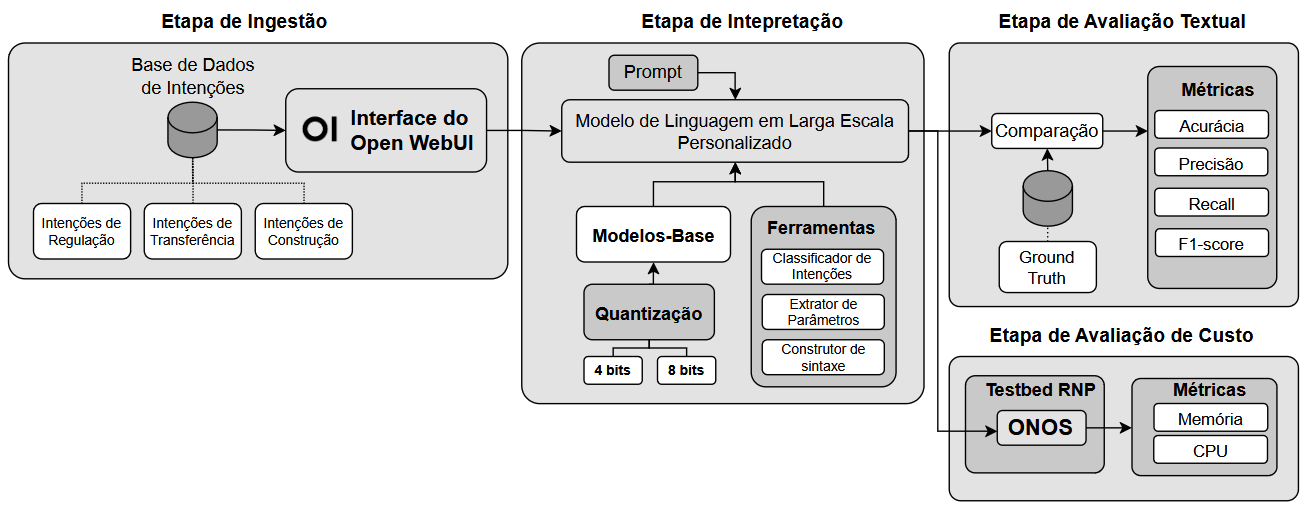 Etapa de Ingestão
Base de Dados
de Intenções
OI
Interface do
Open WebUI
Intenções de
Regulação
Intenções de
Transferência
Intenções de
Construção
Etapa de Intepretação
Prompt
Modelo de Linguagem em Larga Escala
Personalizado
Modelos-Base
Quantização
4 bits
8 bits
Ferramentas
Classificador de
Intenções
Extrator de
Parâmetros
Construtor de
sintaxe
Etapa de Avaliação Textual
Comparação
Ground
Truth
Métricas
Acurácia
Precisão
Recall
F1-score
Etapa de Avaliação de Custo
Testbed RNP
ONOS
Métricas
Memória
CPU